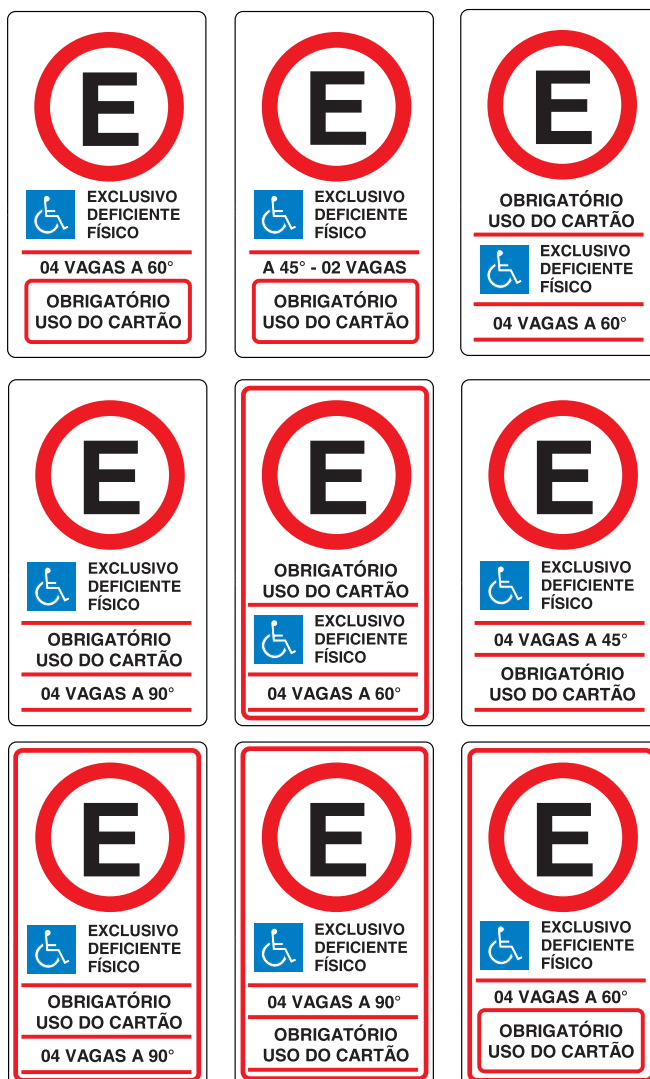 E
EXCLUSIVO
DEFICIENTE
FÍSICO
04 VAGAS A 60°
OBRIGATÓRIO
USO DO CARTÃO
E
EXCLUSIVO
DEFICIENTE
FÍSICO
A 45° - 02 VAGAS
OBRIGATÓRIO
USO DO CARTÃO
E
OBRIGATÓRIO
USO DO CARTÃO
EXCLUSIVO
DEFICIENTE
FÍSICO
04 VAGAS A 60°
E
EXCLUSIVO
DEFICIENTE
FÍSICO
OBRIGATÓRIO
USO DO CARTÃO
04 VAGAS A 90°
E
OBRIGATÓRIO
USO DO CARTÃO
EXCLUSIVO
DEFICIENTE
FÍSICO
04 VAGAS A 60°
E
EXCLUSIVO
DEFICIENTE
FÍSICO
04 VAGAS A 45°
OBRIGATÓRIO
USO DO CARTÃO
E
EXCLUSIVO
DEFICIENTE
FÍSICO
OBRIGATÓRIO
USO DO CARTÃO
04 VAGAS A 90°
E
EXCLUSIVO
DEFICIENTE
FÍSICO
04 VAGAS A 90°
OBRIGATÓRIO
USO DO CARTÃO
E
EXCLUSIVO
DEFICIENTE
FÍSICO
04 VAGAS A 60°
OBRIGATÓRIO
USO DO CARTÃO